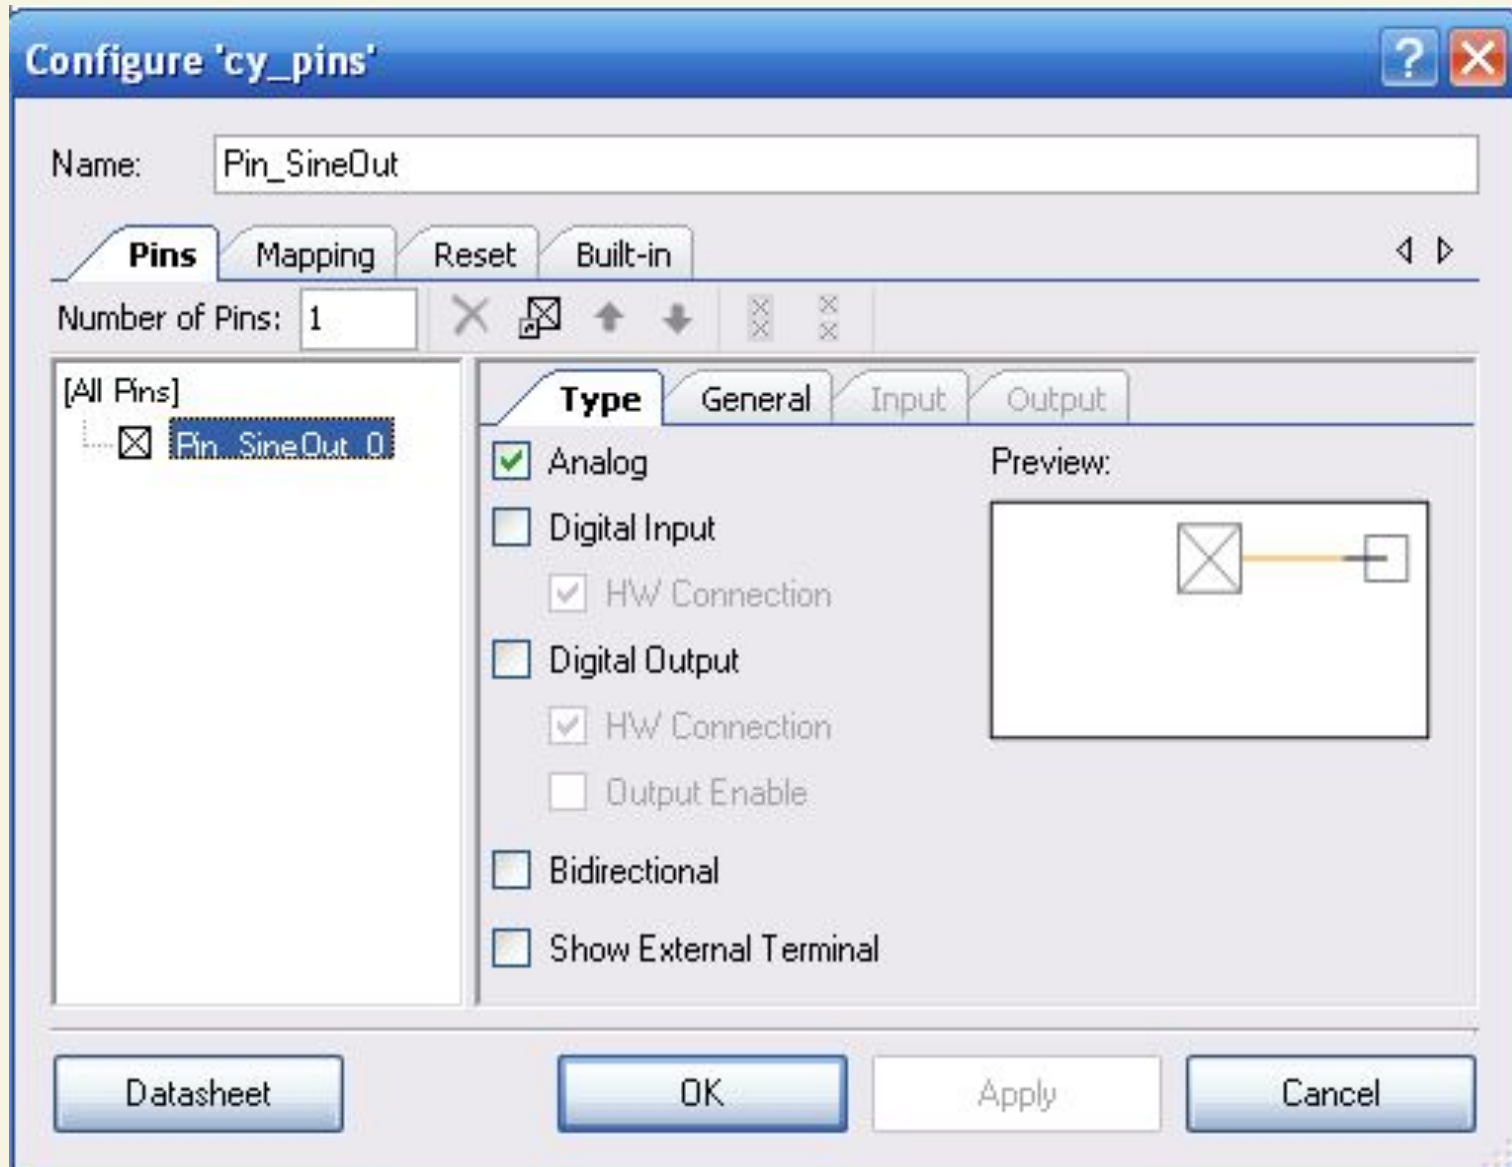 Configure 'cy_pins'
Name: Pin_SineOut
Pins Mapping Reset Built-in
Number of Pins: 1
[All Pins]
Pin_SineOut_0
Type General Input Output
Analog
Preview:
Digital Input
HW Connection
Digital Output
HW Connection
Output Enable
Bidirectional
Show External Terminal
Datasheet OK Apply Cancel